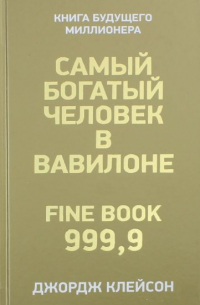 КНИГА БУДУЩЕГО
МИЛЛИОНЕРА
САМЫЙ
БОГАТЫЙ
ЧЕЛОВЕК
В
ВАВИЛОНЕ
FINE BOOK
999,9
ДЖОРДЖ КЛЕЙСОН